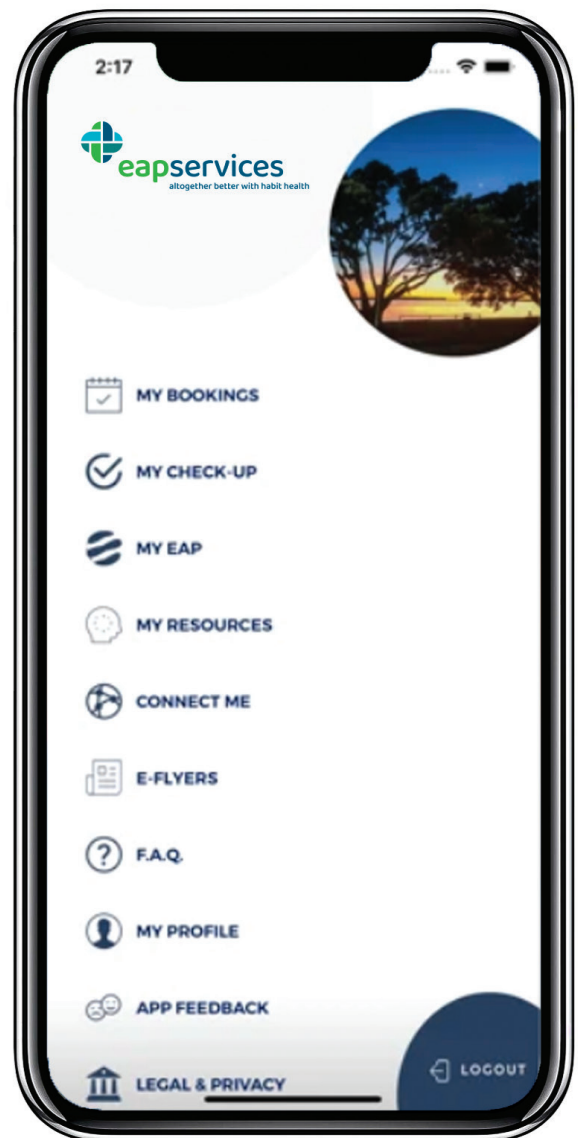 2:17
eapservices
altogether better with habit health
MY BOOKINGS
MY CHECK-UP
MY EAP
MY RESOURCES
CONNECT ME
E-FLYERS
F.A.Q.
MY PROFILE
APP FEEDBACK
LEGAL & PRIVACY
LOGOUT